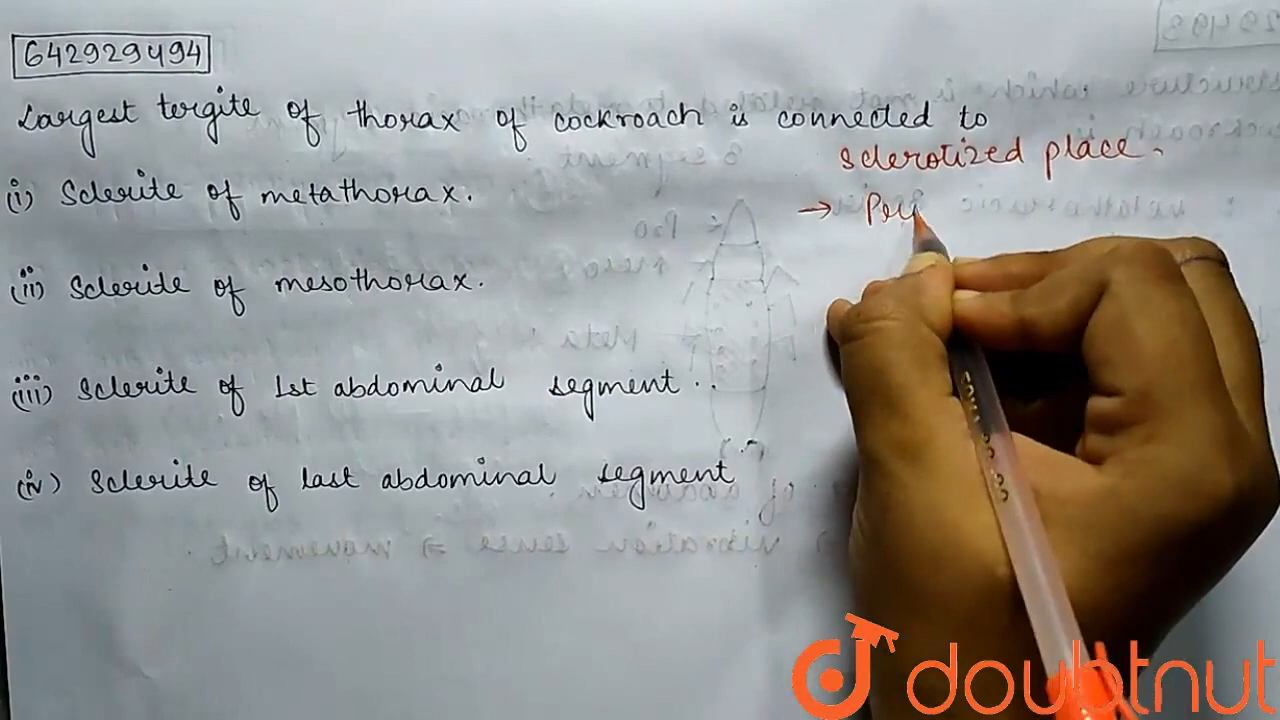 642929494
Largest tergite of thorax of cockroach is connected to
sclerotized place.
(i) Sclerite of metathorax.
→ Per
(ii) Sclerite of mesothorax.
(iii) Sclerite of 1st abdominal segment.
(iv) Sclerite of last abdominal segment
doubtnut